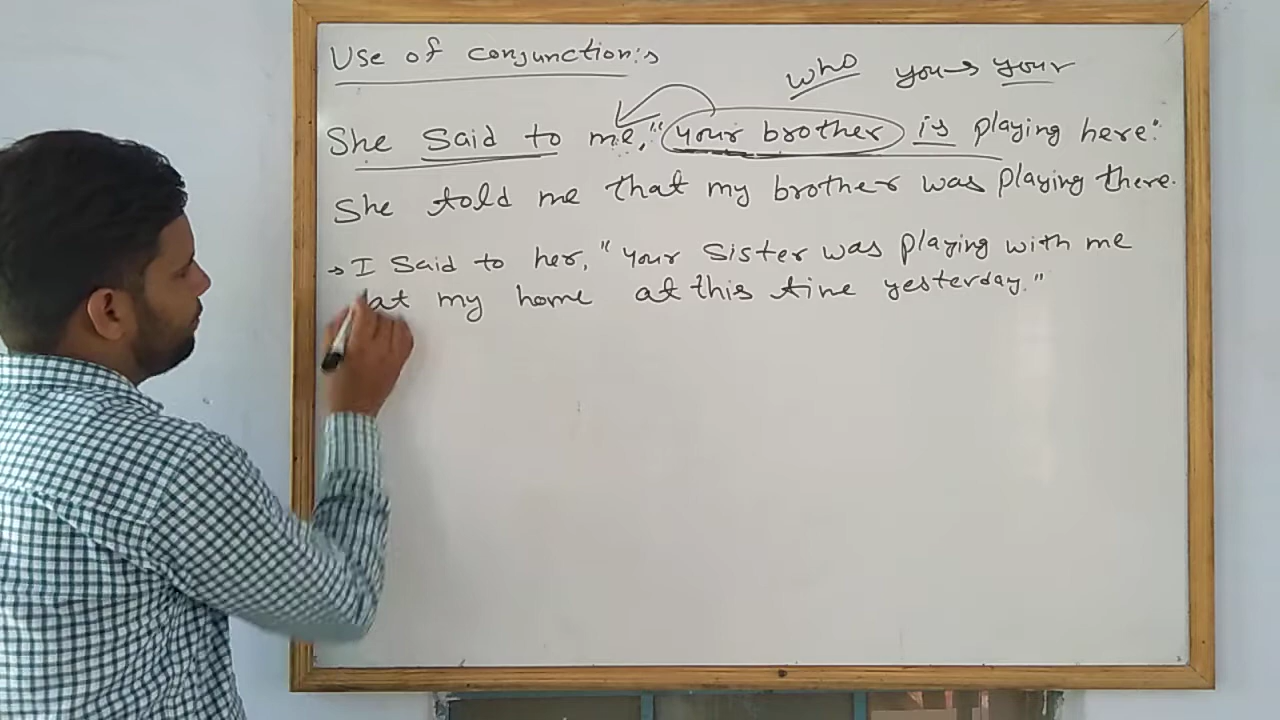 Use of conjunction:s
who you→ your
She said to me, "your brother is playing here."
She told me that my brother was playing there.
→ I said to her, "your sister was playing with me
at my home at this time yesterday."